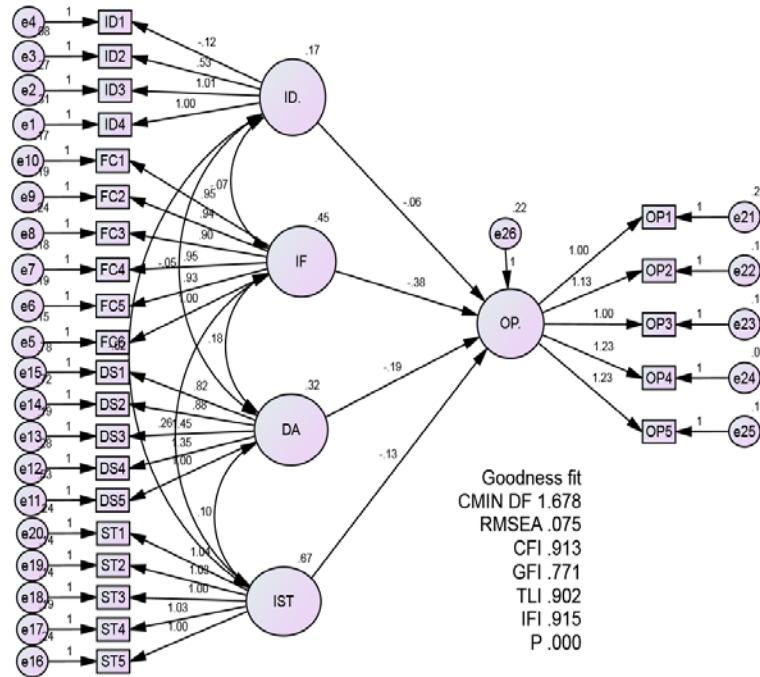 e4 1 ID1
e3 1 ID2
e2 1 ID3
e1 1 ID4
e10 1 FC1
e9 1 FC2
e8 1 FC3
e7 1 FC4
e6 1 FC5
e5 1 FC6
e15 1 DS1
e14 1 DS2
e13 1 DS3
e12 1 DS4
e11 1 DS5
e20 1 ST1
e19 1 ST2
e18 1 ST3
e17 1 ST4
e16 1 ST5
-.12
.53
1.01
1.00
.17
ID.
-.07
.95
.94
.90
.95
.93
1.00
.45
IF
-.05
.18
.82
.88
1.45
1.35
1.00
.32
DA
.26
.10
1.04
1.03
1.00
1.03
1.00
.67
IST
-.06
-.38
-.19
-.13
.22
e26
1
OP.
1.00
1.13
1.00
1.23
1.23
OP1 1 e21
OP2 1 e22
OP3 1 e23
OP4 1 e24
OP5 1 e25
Goodness fit
CMIN DF 1.678
RMSEA .075
CFI .913
GFI .771
TLI .902
IFI .915
P .000